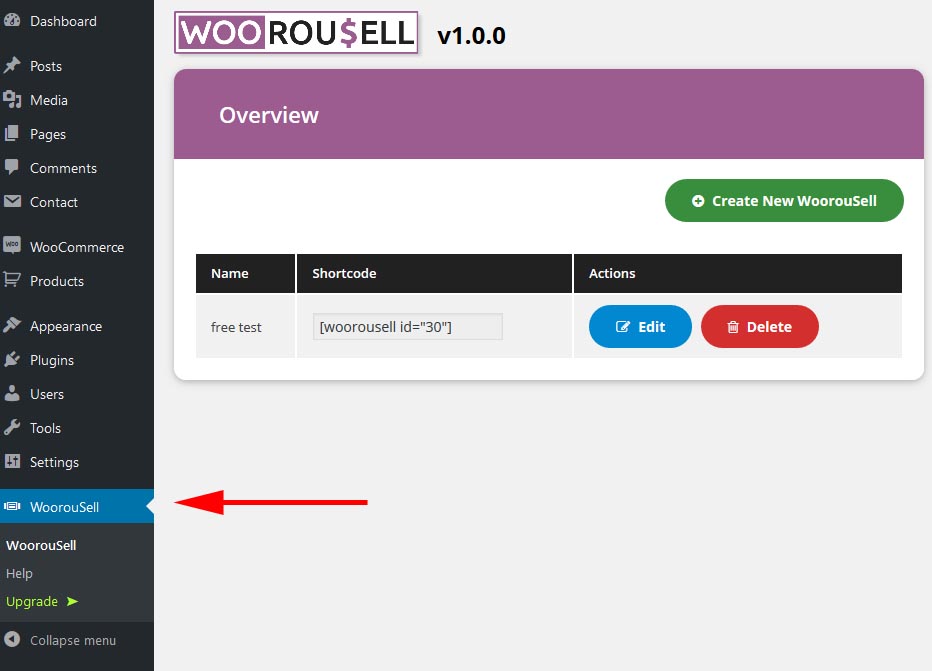 Dashboard
Posts
Media
Pages
Comments
Contact
WooCommerce
Products
Appearance
Plugins
Users
Tools
Settings
WoorouSell
WoorouSell
Help
Upgrade ➤
Collapse menu
WOOROU$ELL v1.0.0
Overview
Create New WoorouSell
Name Shortcode Actions
free test [woorousell id="30"] Edit Delete